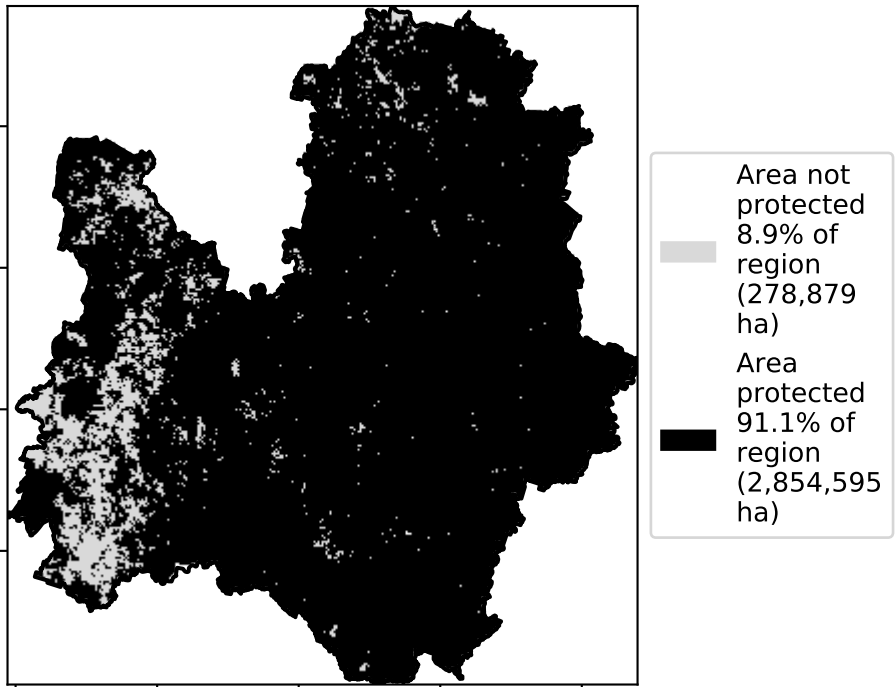 Area not
protected
8.9% of
region
(278,879
ha)
Area
protected
91.1% of
region
(2,854,595
ha)